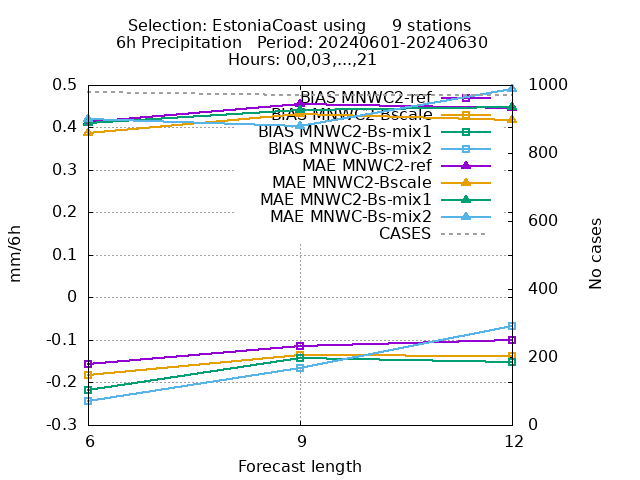 Selection: EstoniaCoast using 9 stations
6h Precipitation Period: 20240601-20240630
Hours: 00,03,...,21
0.5
0.4
0.3
0.2
0.1
0
-0.1
-0.2
-0.3
mm/6h
1000
800
600
400
200
0
No cases
BIAS MNWC2-ref
BIAS MNWC2-Bscale
BIAS MNWC2-Bs-mix1
BIAS MNWC-Bs-mix2
MAE MNWC2-ref
MAE MNWC2-Bscale
MAE MNWC2-Bs-mix1
MAE MNWC-Bs-mix2
CASES
6 9 12
Forecast length